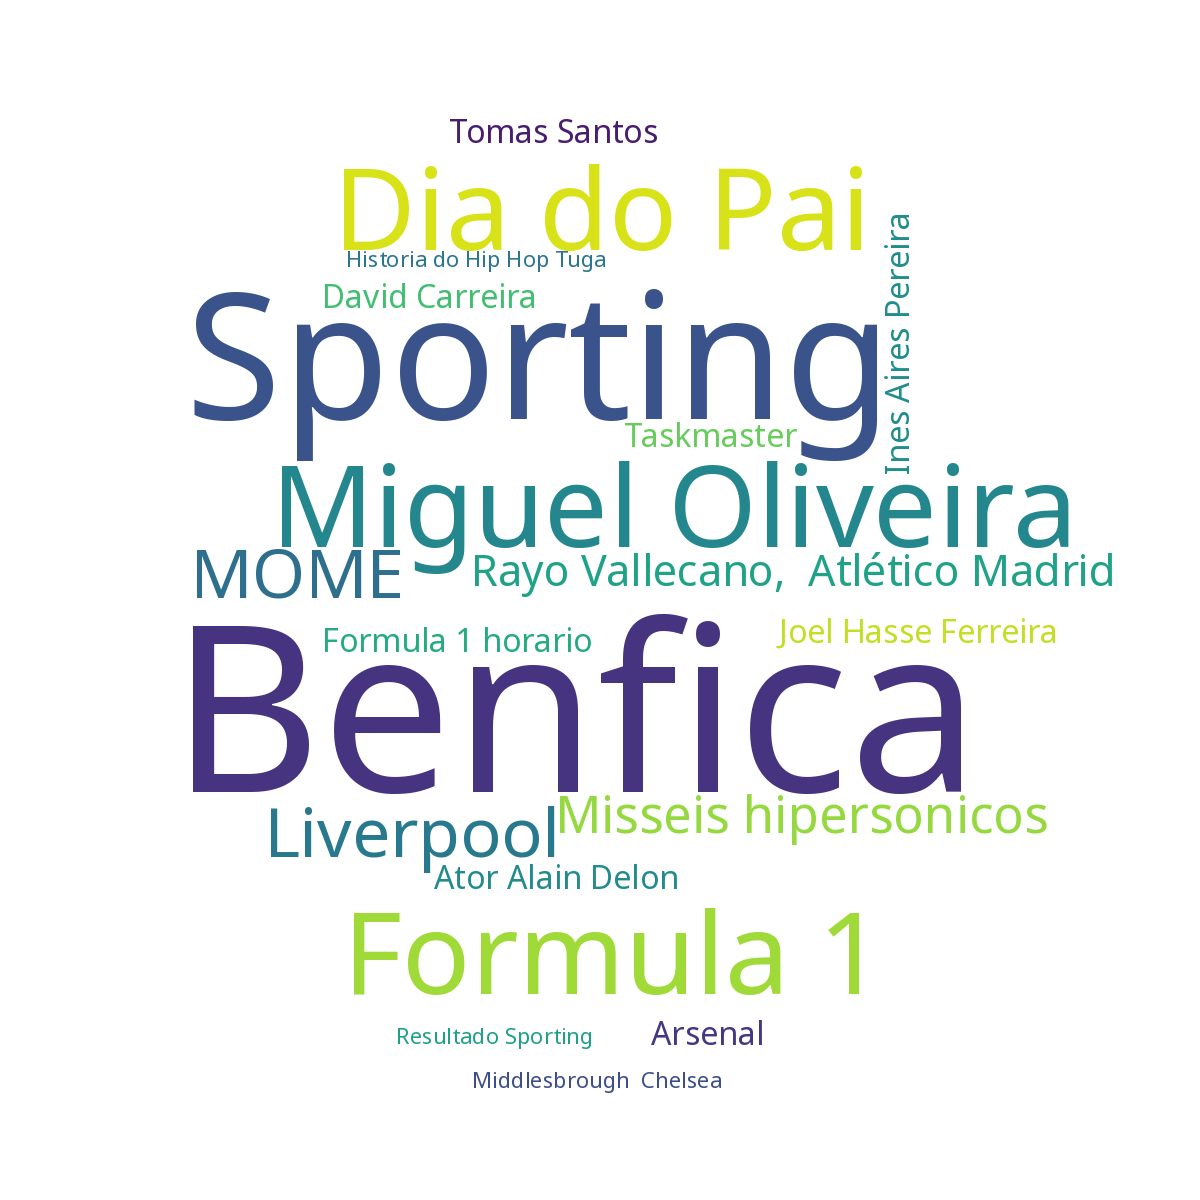 Tomas Santos
Dia do Pai
Ines Aires Pereira
Historia do Hip Hop Tuga
David Carreira
Sporting
Taskmaster
Miguel Oliveira
MOME
Rayo Vallecano,  Atlético Madrid
Formula 1 horario
Joel Hasse Ferreira
Benfica
Liverpool
Misseis hipersonicos
Ator Alain Delon
Formula 1
Resultado Sporting
Arsenal
Middlesbrough  Chelsea